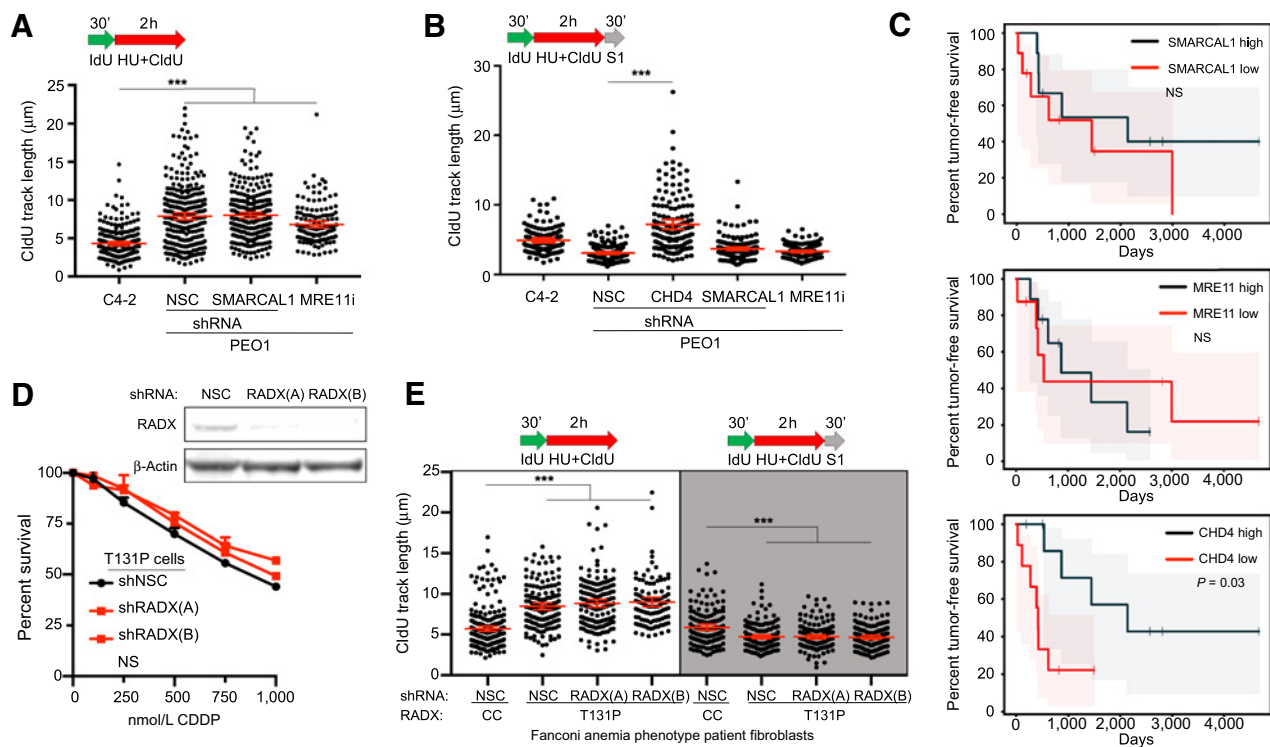 A
30' 2h
IdU HU+CldU
***
CldU track length (μm)
25
20
15
10
5
0
C4-2 NSC SMARCAL1 MRE11i
shRNA
PEO1
B
30' 2h 30'
IdU HU+CldU S1
***
CldU track length (μm)
30
20
10
0
C4-2 NSC CHD4 SMARCAL1 MRE11i
shRNA
PEO1
C
Percent tumor-free survival
100
80
60
40
20
0
SMARCAL1 high
SMARCAL1 low
NS
0 1,000 2,000 3,000 4,000
Days
Percent tumor-free survival
100
80
60
40
20
0
MRE11 high
MRE11 low
NS
0 1,000 2,000 3,000 4,000
Days
Percent tumor-free survival
100
80
60
40
20
0
CHD4 high
CHD4 low
P = 0.03
0 1,000 2,000 3,000 4,000
Days
D
shRNA: NSC RADX(A) RADX(B)
RADX
β-Actin
Percent survival
100
75
50
25
0
T131P cells
shNSC
shRADX(A)
shRADX(B)
NS
0 250 500 750 1,000
nmol/L CDDP
E
30' 2h
IdU HU+CldU
30' 2h 30'
IdU HU+CldU S1
***
***
CldU track length (μm)
25
20
15
10
5
0
shRNA: NSC NSC RADX(A) RADX(B) NSC NSC RADX(A) RADX(B)
RADX: CC T131P CC T131P
Fanconi anemia phenotype patient fibroblasts